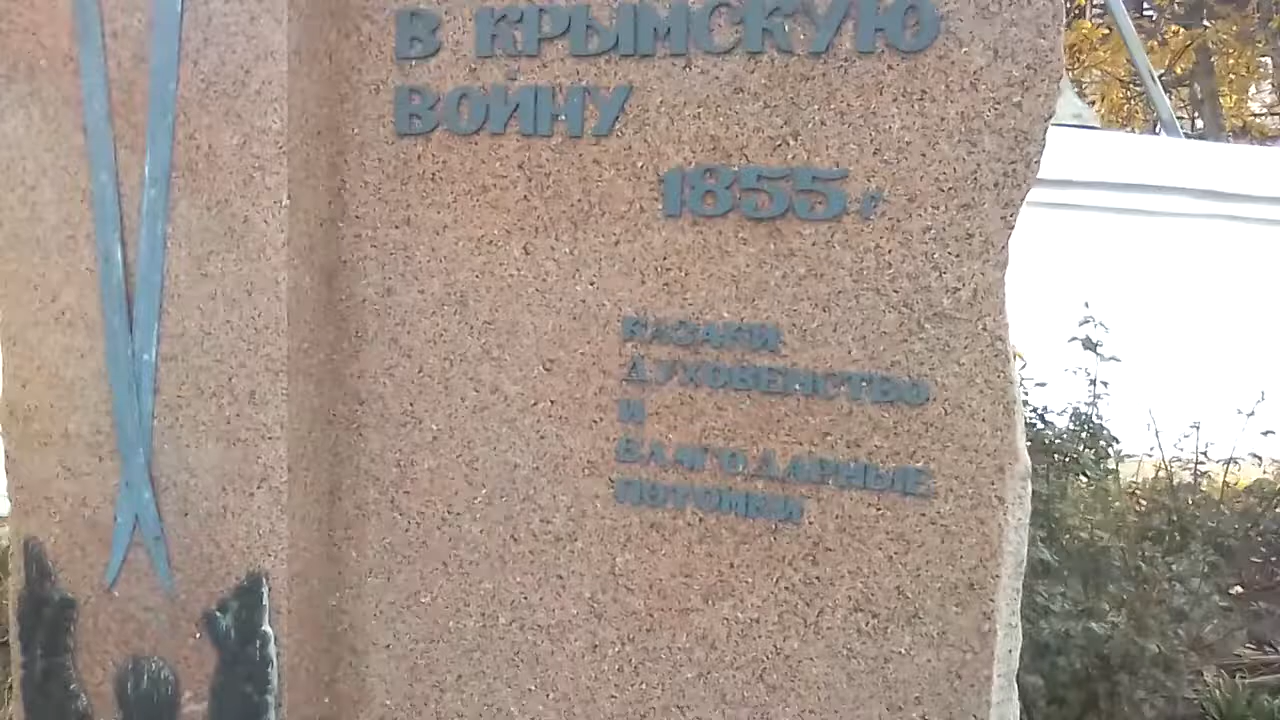 В КРЫМСКУЮ
ВОЙНУ
1855 г
КАЗАКИ
ДУХОВЕНСТВО
И
БЛАГОДАРНЫЕ
ПОТОМКИ